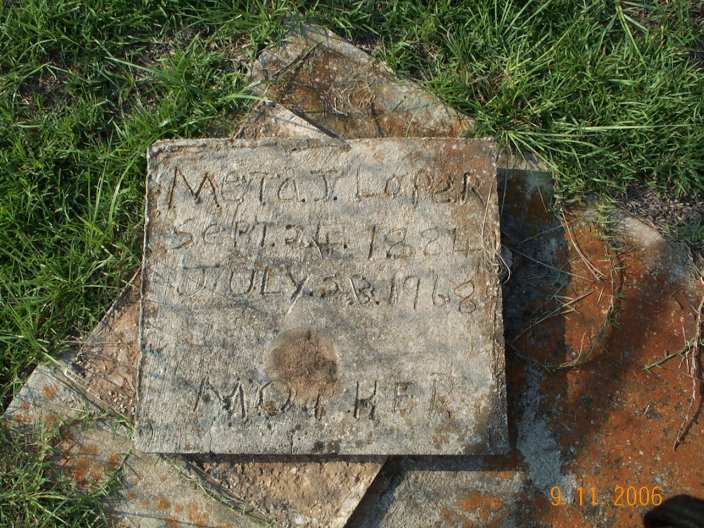 Meta. J. Loper
Sept. 24. 1884
July. 28. 1968
MOTHER
9 11 2006